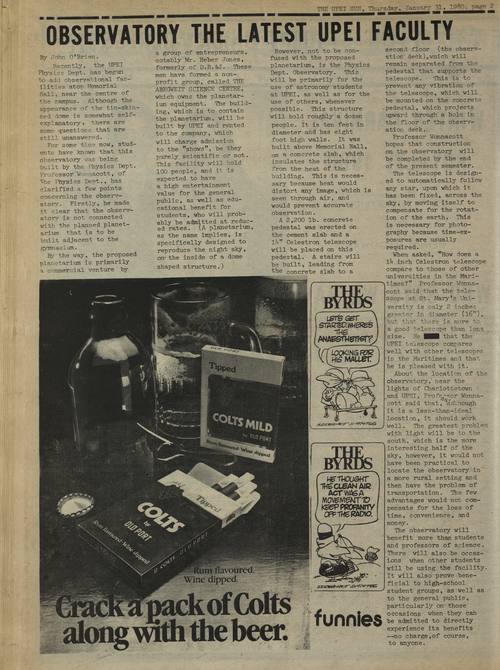 THE UPEI SUN, Thursday, January 31, 1980, page 2
OBSERVATORY THE LATEST UPEI FACULTY
By John O'Brien.
Recently, the UPEI
Physics Dept. has begun
to add observational fac-
ilities atop Memorial
Hall, near the centre of
the campus. Although the
appearance of the tin-shin-
ned dome is somewhat self-
explanatory, there are
some questions that are
still unanswered.
For some time now, stud-
ents have known that this
observatory was being
built by the Physics Dept.
Professor Wonnacott, of
The Physics Dept., has
clarified a few points
concerning the observ-
atory. Firstly, he made
it clear that the observ-
atory is not connected
with the planned planet-
arium that is to be
built adjacent to the
gymnasium.
By the way, the proposed
planetarium is primarily
a commercial venture by
a group of entrepreneurs,
notably Mr. Heber Jones,
formerly of These
men have formed a non-
profit group, called THE
ABEGWEIT SCIENCE CENTRE,
which owns the planetar-
ium equipment. The build-
ing, which is to contain
the planetarium, will be
built by UPEI and rented
to the company, which
will charge admission
to the "shows", be they
purely scientific or not.
This facility will hold
100 people, and it is
expected to have
a high entertainment
value for the general
public, as well as edu-
cational benefit for
students, who will prob-
ably be admitted at reduc-
ed rates. (A planetarium,
as the name implies, is
specifically designed to
reproduce the night sky,
on the inside of a dome
shaped structure.)
However, not to be con-
fused with the proposed
planetarium, is the Physics
Dept. Observatory. This
will be primarily for the
use of astronomy students
at UPEI, as well as for the
use of others, whenever
possible. This structure
will hold roughly a dozen
people. It is ten feet in
diameter and has eight
foot high walls. It was
built above Memorial Hall,
on a concrete slab, which
insulates the structure
from the heat of the
building. This is neces-
sary because heat would
distort any image, which is
seen through air, and
would prevent accurate
observation.
A 2,200 lb. concrete
pedestal was erected on
the cement slab and a
14" Celestron telescope
will be placed on this
pedestal. A stairs will
be built, leading from
the concrete slab to a
second floor (the observ-
ation deck), which will
remain separated from the
pedestal that supports the
telescope. This is to
prevent any vibration of
the telescope, which will
be mounted on the concrete
pedestal, which projects
upward through a hole in
the floor of the observ-
ation deck.
Professor Wonnacott
hopes that construction
on the observatory will
be completed by the end
of the present semester.
The telescope is design-
ed to automatically follow
any star, upon which it
has been fixed, across the
sky, by moving itself to
compensate for the rotat-
ion of the earth. This
is necessary for photo-
graphy because time-ex-
posures are usually
required.
When asked, "How does a
14 inch Celestron telescope
compare to those of other
universities in the Mari-
times?" Professor Wonna-
cott said that the tele-
scope at St. Mary's Uni-
versity is only 2 inches
greater in diameter (16"),
but that there is more to
a good telescope than lens
size. He that the
UPEI telescope compares
well with other telescopes
in the Maritimes and that
he is pleased with it.
About the location of the
observatory, near the
lights of Charlottetown
and UPEI, Professor Wonna-
cott said that, although
it is a less-than-ideal
location, it should work
well. The greatest problem
with light will be to the
south, which is the more
interesting half of the
sky, however, it would not
have been practical to
locate the observatory in
a more rural setting and
then have the problem of
transportation. The few
advantages would not com-
pensate for the loss of
time, convenience, and
money.
The observatory will
benefit more than students
and professors of science.
There will also be occas-
ions when other students
will be using the facility.
It will also prove bene-
ficial to high-school
student groups, as well as
to the general public,
particularly on those
occasions when they can
be admitted to directly
experience its benefits
--no charge, of course,
to anyone.
Tipped
COLTS MILD
by OLD PORT
Rum flavoured. Wine dipped.
Tipped
COLTS
by
OLD PORT
Rum flavoured. Wine dipped.
Rum flavoured.
Wine dipped.
Crack a pack of Colts
along with the beer.
THE
BYRDS
LET'S GET
STARTED. WHERE'S
THE
ANAESTHETIST?
LOOKING FOR
HIS MALLET.
THE
BYRDS
HE THOUGHT
THE CLEAN AIR
ACT WAS A
MOVEMENT TO
KEEP PROFANITY
OFF THE RADIO.
funnies